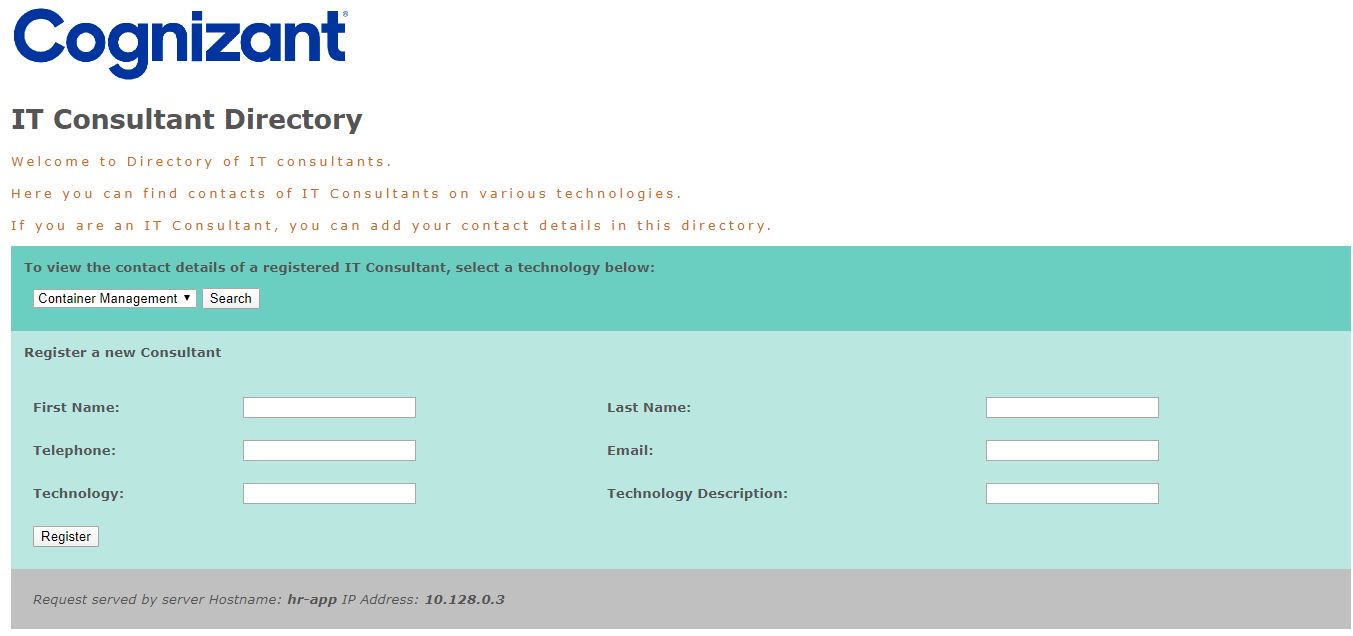 Cognizant®
IT Consultant Directory
Welcome to Directory of IT consultants.
Here you can find contacts of IT Consultants on various technologies.
If you are an IT Consultant, you can add your contact details in this directory.
To view the contact details of a registered IT Consultant, select a technology below:
Container Management ▼ Search
Register a new Consultant
First Name: Last Name:
Telephone: Email:
Technology: Technology Description:
Register
Request served by server Hostname: hr-app IP Address: 10.128.0.3